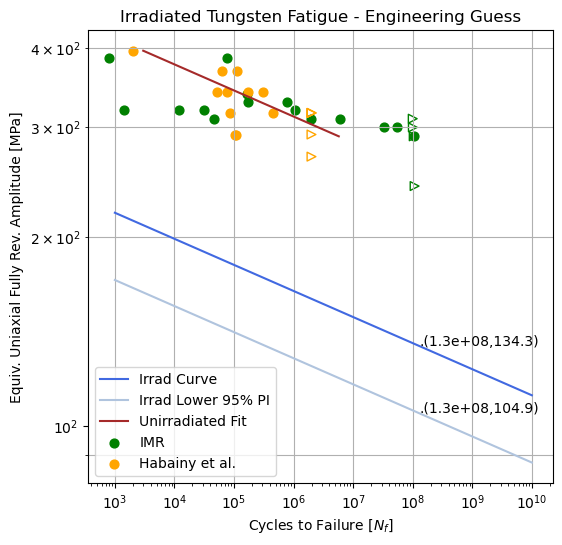 Irradiated Tungsten Fatigue - Engineering Guess
Equiv. Uniaxial Fully Rev. Amplitude [MPa]
4 × 10²
3 × 10²
2 × 10²
10²
.(1.3e+08,134.3)
.(1.3e+08,104.9)
Irrad Curve
Irrad Lower 95% PI
Unirradiated Fit
IMR
Habainy et al.
10³ 10⁴ 10⁵ 10⁶ 10⁷ 10⁸ 10⁹ 10¹⁰
Cycles to Failure [N_f]